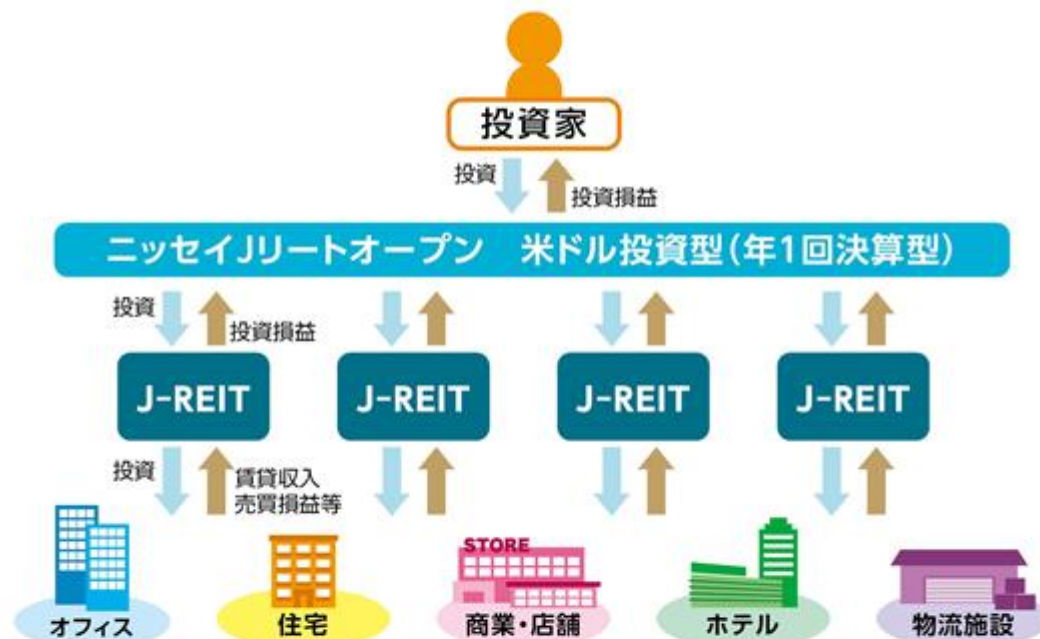 投資家
投資
投資損益
ニッセイJリートオープン 米ドル投資型(年1回決算型)
投資
投資損益
J-REIT
J-REIT
J-REIT
J-REIT
投資
賃貸収入
売買損益等
STORE
オフィス
住宅
商業・店舗
ホテル
物流施設